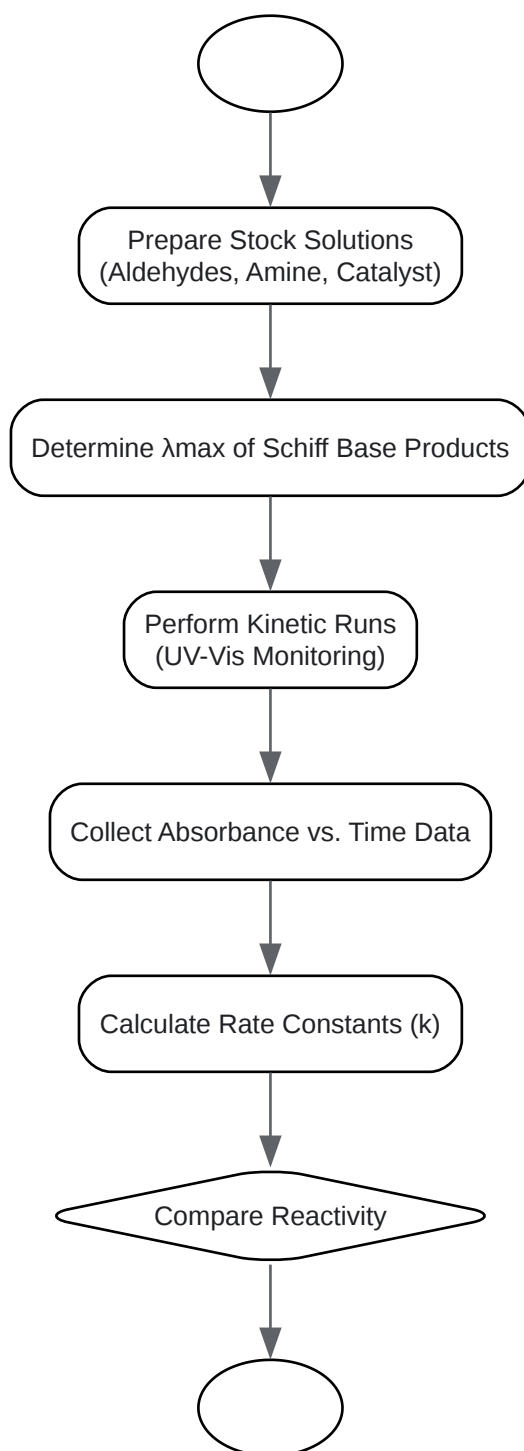 Prepare Stock Solutions
(Aldehydes, Amine, Catalyst)
Determine λmax of Schiff Base Products
Perform Kinetic Runs
(UV-Vis Monitoring)
Collect Absorbance vs. Time Data
Calculate Rate Constants (k)
Compare Reactivity